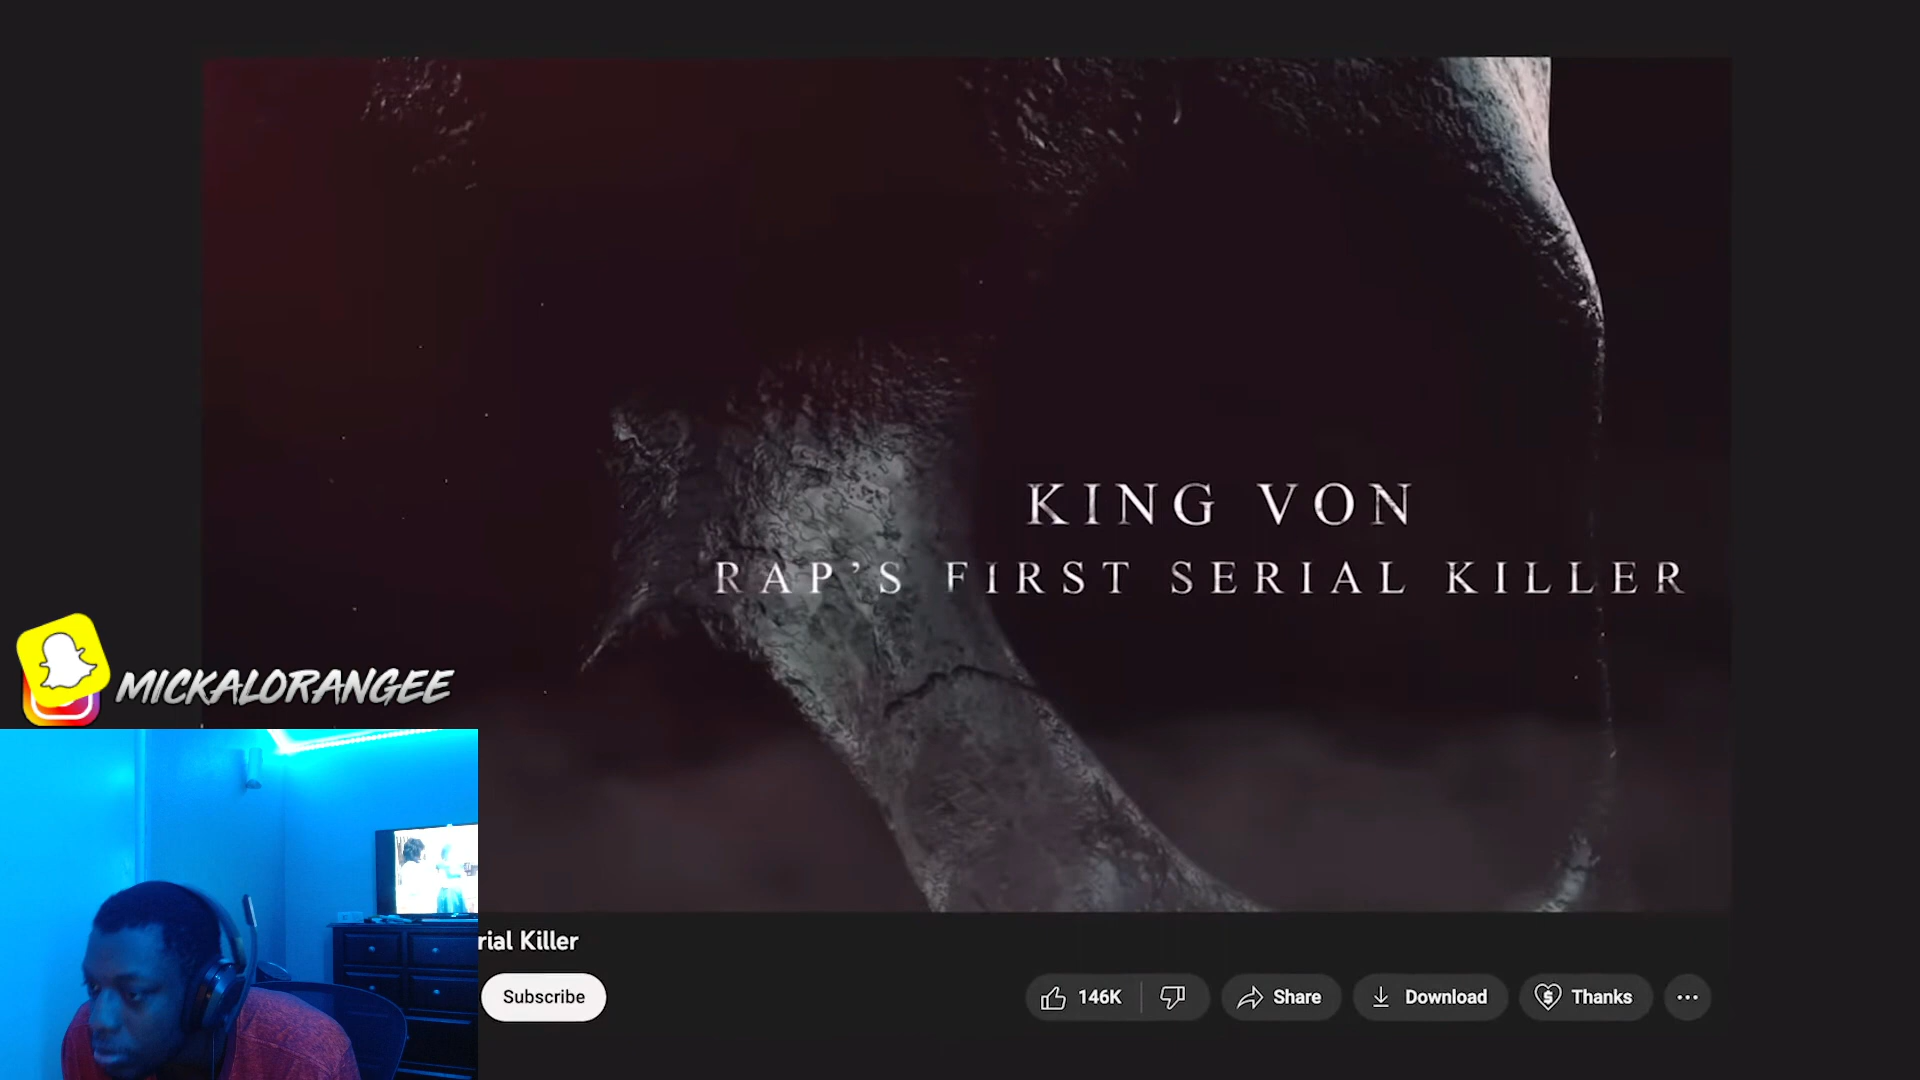 KING VON
RAP'S FIRST SERIAL KILLER
MICKALORANGEE
rial Killer
Subscribe
146K
Share
Download
Thanks